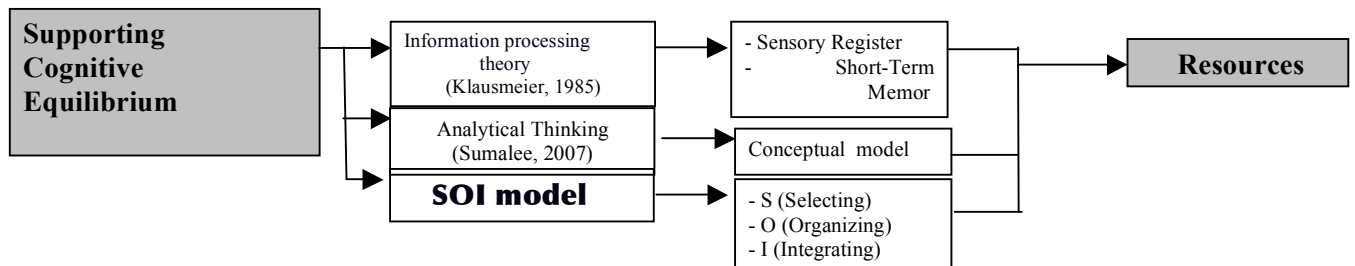 Supporting
Cognitive
Equilibrium
Information processing
theory
(Klausmeier, 1985)
Analytical Thinking
(Sumalee, 2007)
SOI model
- Sensory Register
- Short-Term
Memor
Conceptual model
- S (Selecting)
- O (Organizing)
- I (Integrating)
Resources